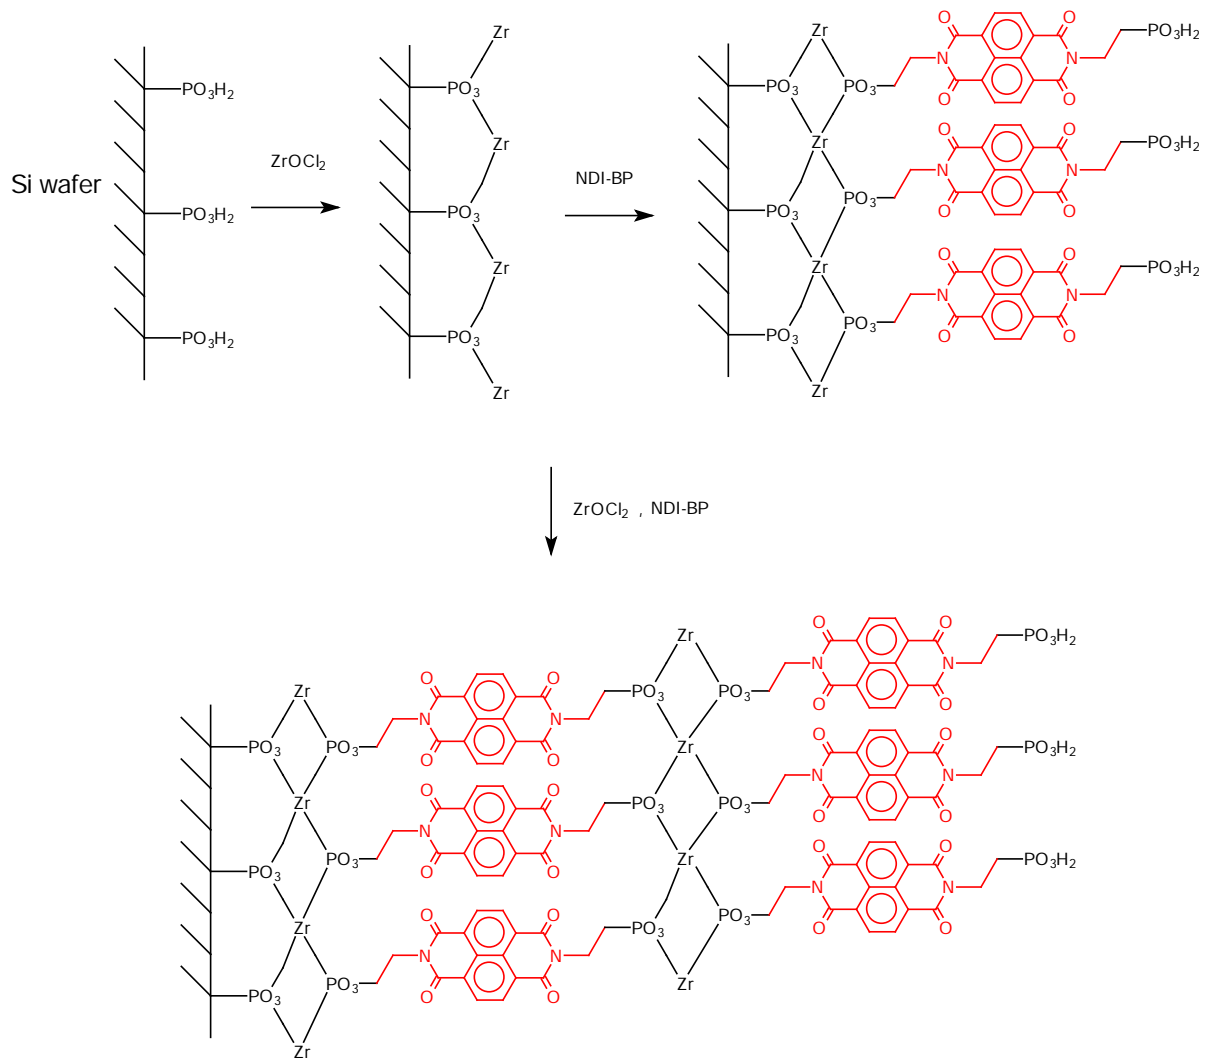 Zr Zr O O PO₃H₂
N N
PO₃H₂ PO₃ PO₃ PO₃ O O
O O
Zr Zr PO₃H₂
ZrOCl₂
NDI-BP N N
Si wafer
PO₃H₂ PO₃ PO₃ PO₃ O O
O O
Zr Zr PO₃H₂
N N
PO₃H₂ PO₃ PO₃ PO₃ O O
Zr Zr
ZrOCl₂ , NDI-BP
O O
Zr PO₃H₂
N N
O O
Zr PO₃ PO₃ O O
N N
O O
PO₃ PO₃ O O Zr PO₃H₂
N N
O O
Zr PO₃ PO₃ O O
N N
O O
PO₃ PO₃ O O Zr PO₃H₂
N N
O O
Zr PO₃ PO₃ O O
N N
PO₃ PO₃ O O Zr
Zr